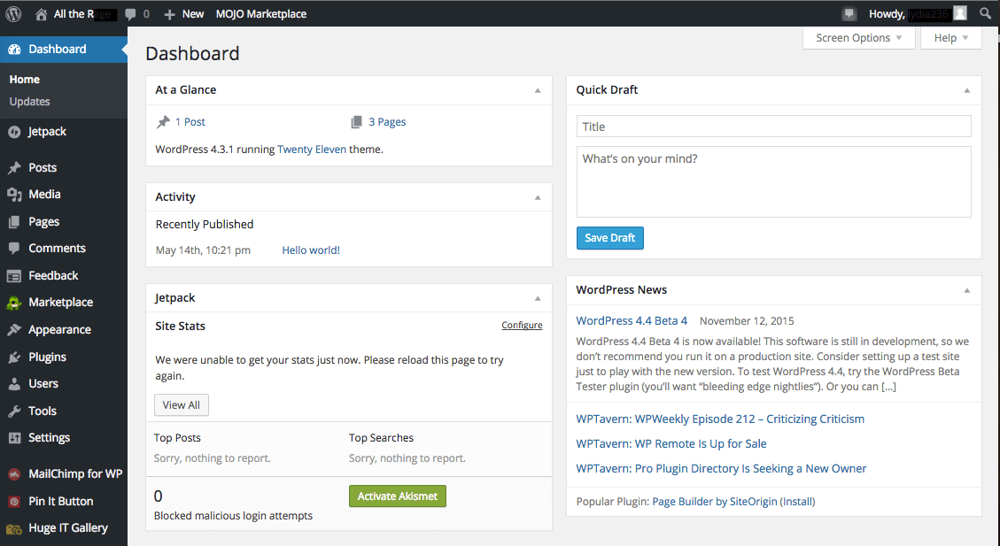 All the Rage 0 New MOJO Marketplace Howdy,
Dashboard
Home
Updates
Jetpack
Posts
Media
Pages
Comments
Feedback
Marketplace
Appearance
Plugins
Users
Tools
Settings
MailChimp for WP
Pin It Button
Huge IT Gallery
Screen Options Help
Dashboard
At a Glance
1 Post 3 Pages
WordPress 4.3.1 running Twenty Eleven theme.
Activity
Recently Published
May 14th, 10:21 pm Hello world!
Jetpack
Site Stats Configure
We were unable to get your stats just now. Please reload this page to try
again.
View All
Top Posts Top Searches
Sorry, nothing to report. Sorry, nothing to report.
0 Activate Akismet
Blocked malicious login attempts
Quick Draft
Title
What's on your mind?
Save Draft
WordPress News
WordPress 4.4 Beta 4 November 12, 2015
WordPress 4.4 Beta 4 is now available! This software is still in development, so we
don't recommend you run it on a production site. Consider setting up a test site
just to play with the new version. To test WordPress 4.4, try the WordPress Beta
Tester plugin (you'll want “bleeding edge nightlies”). Or you can […]
WPTavern: WPWeekly Episode 212 – Criticizing Criticism
WPTavern: WP Remote Is Up for Sale
WPTavern: Pro Plugin Directory Is Seeking a New Owner
Popular Plugin: Page Builder by SiteOrigin (Install)